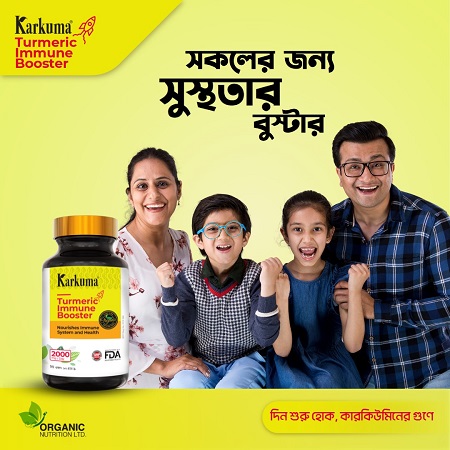 Karkuma®
Turmeric
Immune
Booster
সকলের জন্য
সুস্থতার
বুস্টার
Karkuma®
Turmeric
Immune
Booster
Nourishes Immune
System and Health
2000
FDA
দিন শুরু হোক, কারকিউমিনের গুণে
ORGANIC
NUTRITION LTD.